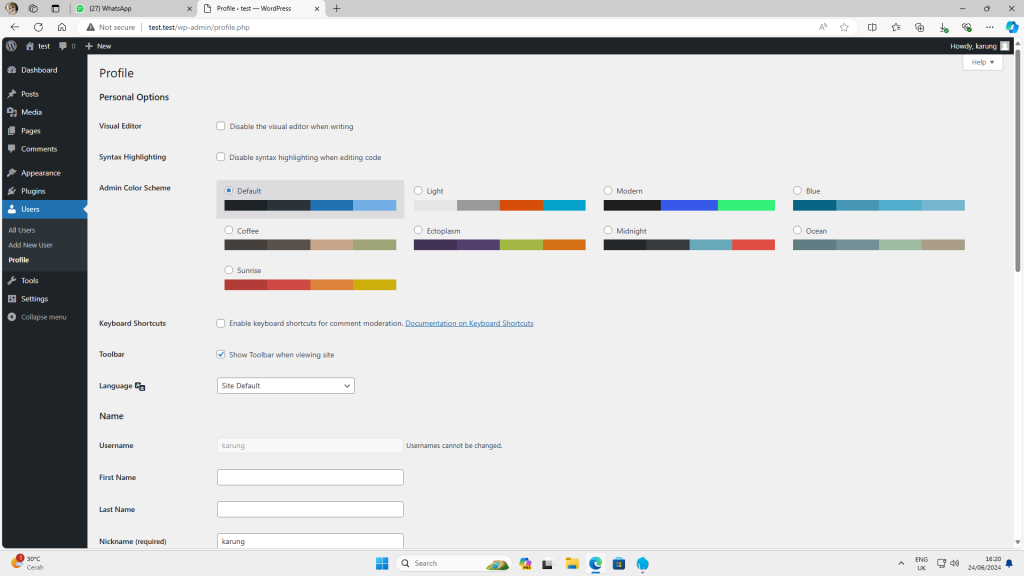 (27) WhatsApp
Profile ‹ test — WordPress
Not secure
test.test/wp-admin/profile.php
test
0
New
Howdy, karung
Help
Dashboard
Posts
Media
Pages
Comments
Appearance
Plugins
Users
All Users
Add New User
Profile
Tools
Settings
Collapse menu
Profile
Personal Options
Visual Editor
Disable the visual editor when writing
Syntax Highlighting
Disable syntax highlighting when editing code
Admin Color Scheme
Default
Light
Modern
Blue
Coffee
Ectoplasm
Midnight
Ocean
Sunrise
Keyboard Shortcuts
Enable keyboard shortcuts for comment moderation. Documentation on Keyboard Shortcuts
Toolbar
Show Toolbar when viewing site
Language
Site Default
Name
Username
karung
Usernames cannot be changed.
First Name
Last Name
Nickname (required)
karung
1
30°C
Cerah
Search
ENG
UK
16:20
24/06/2024